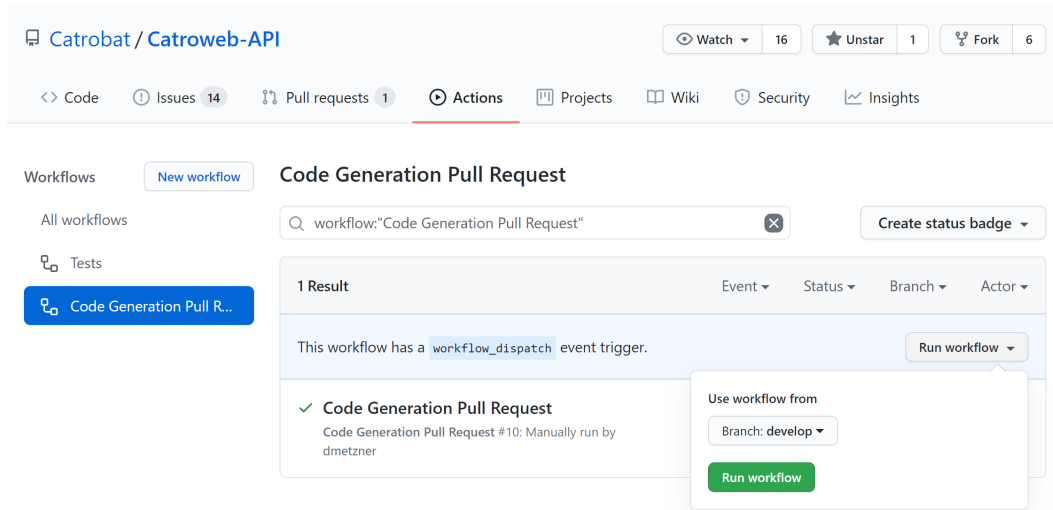 Catrobat / Catroweb-API
Watch 16 Unstar 1 Fork 6
Code Issues 14 Pull requests 1 Actions Projects Wiki Security Insights
Workflows New workflow
Code Generation Pull Request
All workflows
workflow:"Code Generation Pull Request"
Create status badge
Tests
Code Generation Pull R...
1 Result Event Status Branch Actor
This workflow has a workflow_dispatch event trigger.
Run workflow
Code Generation Pull Request
Code Generation Pull Request #10: Manually run by
dmetzner
Use workflow from
Branch: develop
Run workflow